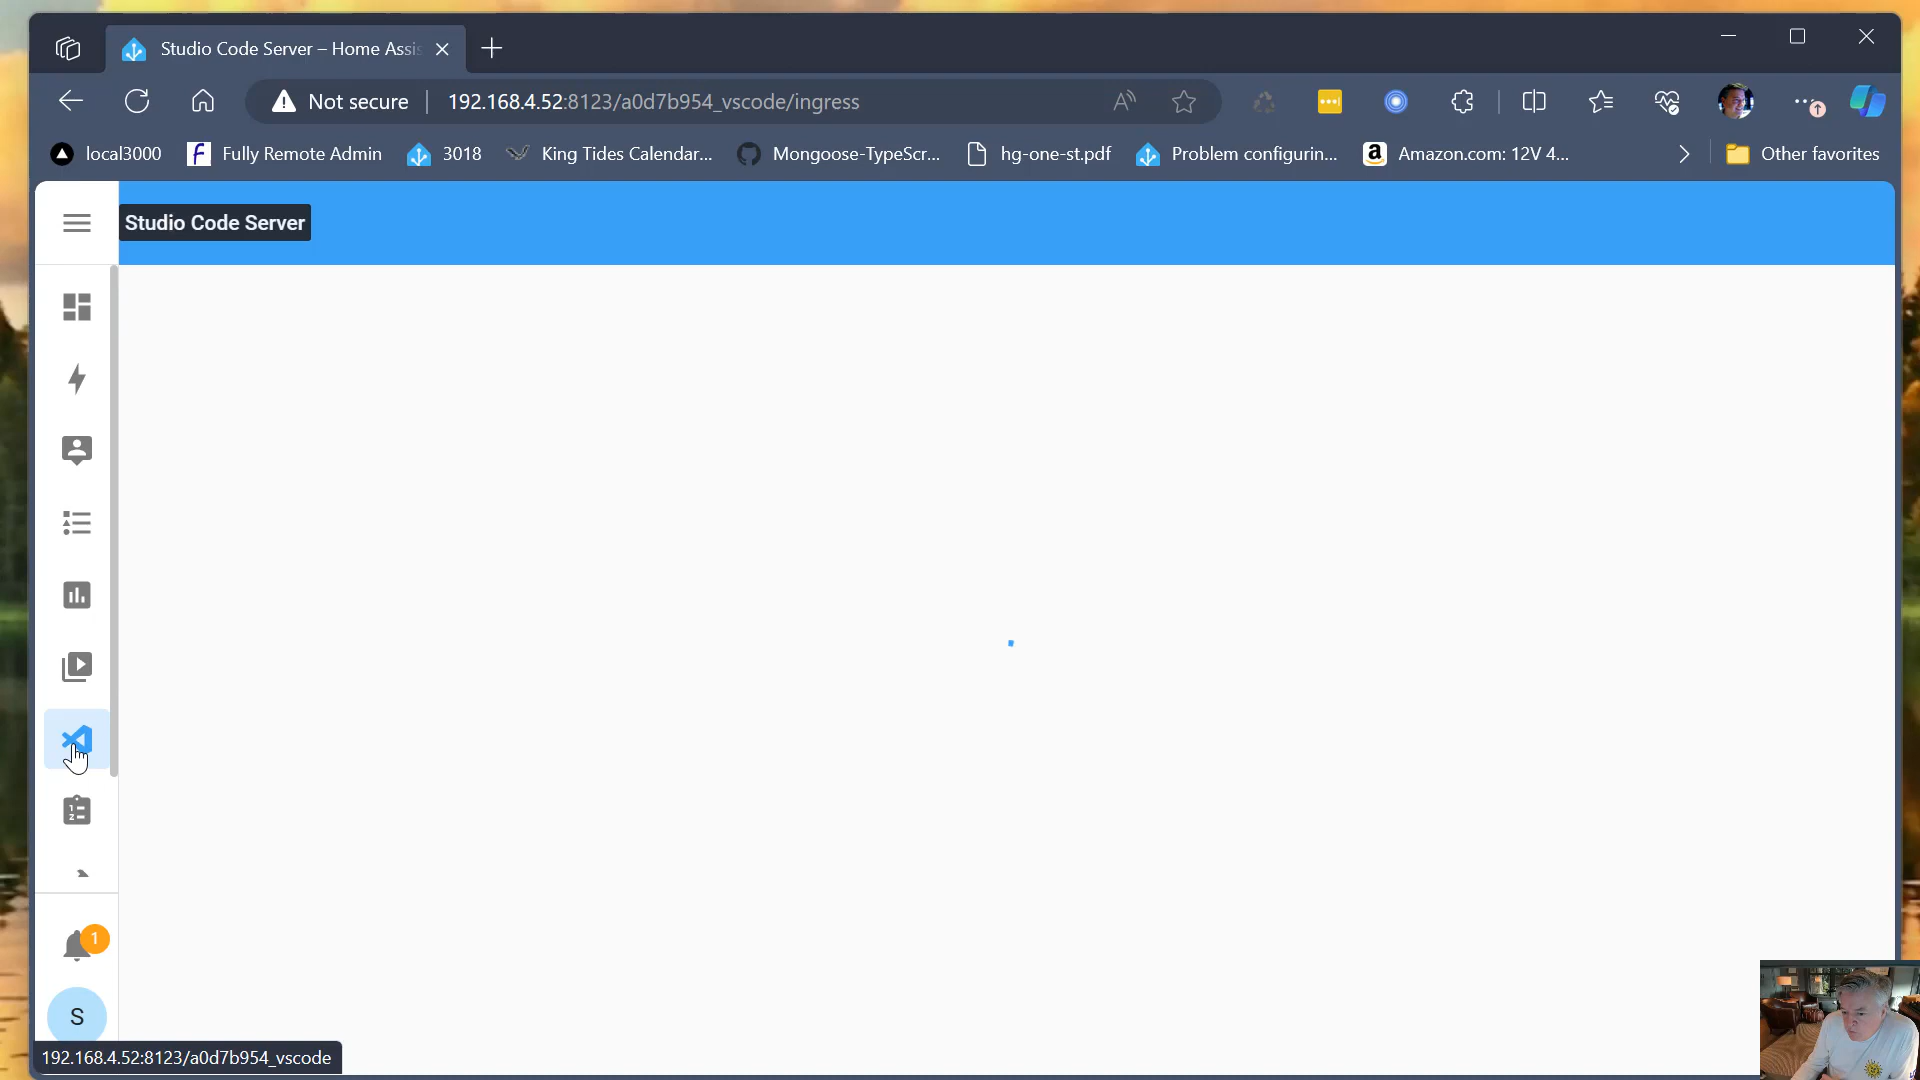 Studio Code Server – Home Assis
Not secure
192.168.4.52:8123/a0d7b954_vscode/ingress
local3000
Fully Remote Admin
3018
King Tides Calendar...
Mongoose-TypeScr...
hg-one-st.pdf
Problem configurin...
Amazon.com: 12V 4...
Other favorites
Studio Code Server
1
S
192.168.4.52:8123/a0d7b954_vscode